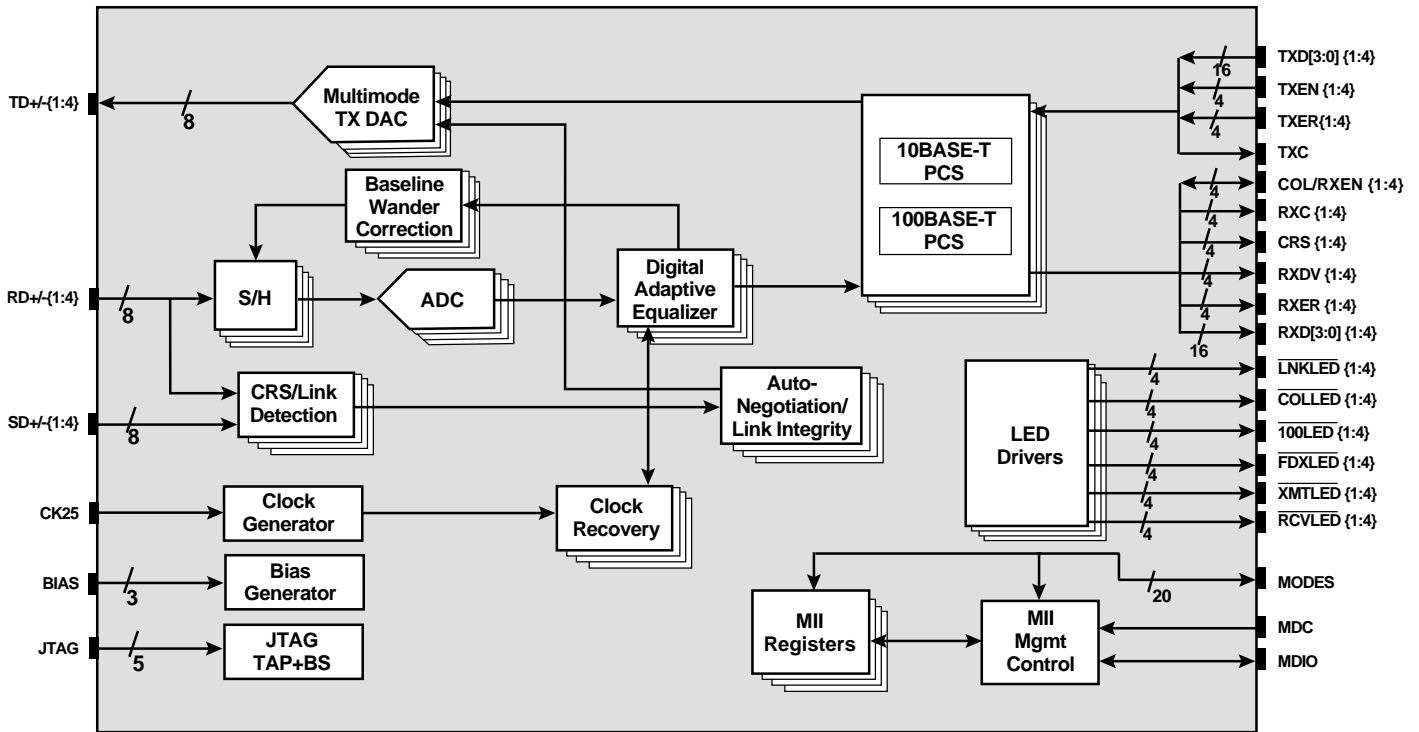 TD+/-{1:4}
8
Multimode
TX DAC
10BASE-T
PCS
100BASE-T
PCS
Baseline
Wander
Correction
RD+/-{1:4}
8
S/H
ADC
Digital
Adaptive
Equalizer
CRS/Link
Detection
SD+/-{1:4}
8
Auto-
Negotiation/
Link Integrity
CK25
Clock
Generator
Clock
Recovery
BIAS
3
Bias
Generator
JTAG
5
JTAG
TAP+BS
LED
Drivers
MII
Registers
MII
Mgmt
Control
16
TXD[3:0] {1:4}
4
TXEN {1:4}
4
TXER{1:4}
TXC
4
COL/RXEN {1:4}
4
RXC {1:4}
4
CRS {1:4}
4
RXDV {1:4}
4
RXER {1:4}
16
RXD[3:0] {1:4}
4
LNKLED {1:4}
4
COLLED {1:4}
4
100LED {1:4}
4
FDXLED {1:4}
4
XMTLED {1:4}
4
RCVLED {1:4}
20
MODES
MDC
MDIO